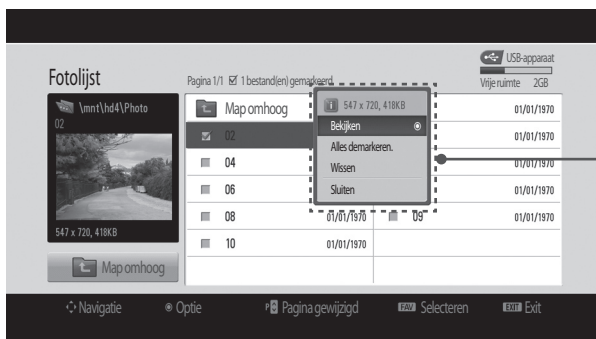 USB-apparaat
Fotolijst
Pagina 1/1 1 bestand(en) gemarkeerd
Vrije ruimte 2GB
\mnt\hd4\Photo
02
547 x 720, 418KB
Map omhoog
Map omhoog
01/01/1970
02
01/01/1970
04
01/01/1970
06
01/01/1970
08
01/01/1970
09
01/01/1970
10
01/01/1970
547 x 720, 418KB
Bekijken
Alles demarkeren.
Wissen
Sluiten
Navigatie
Optie
P Pagina gewijzigd
FAV Selecteren
EXIT Exit